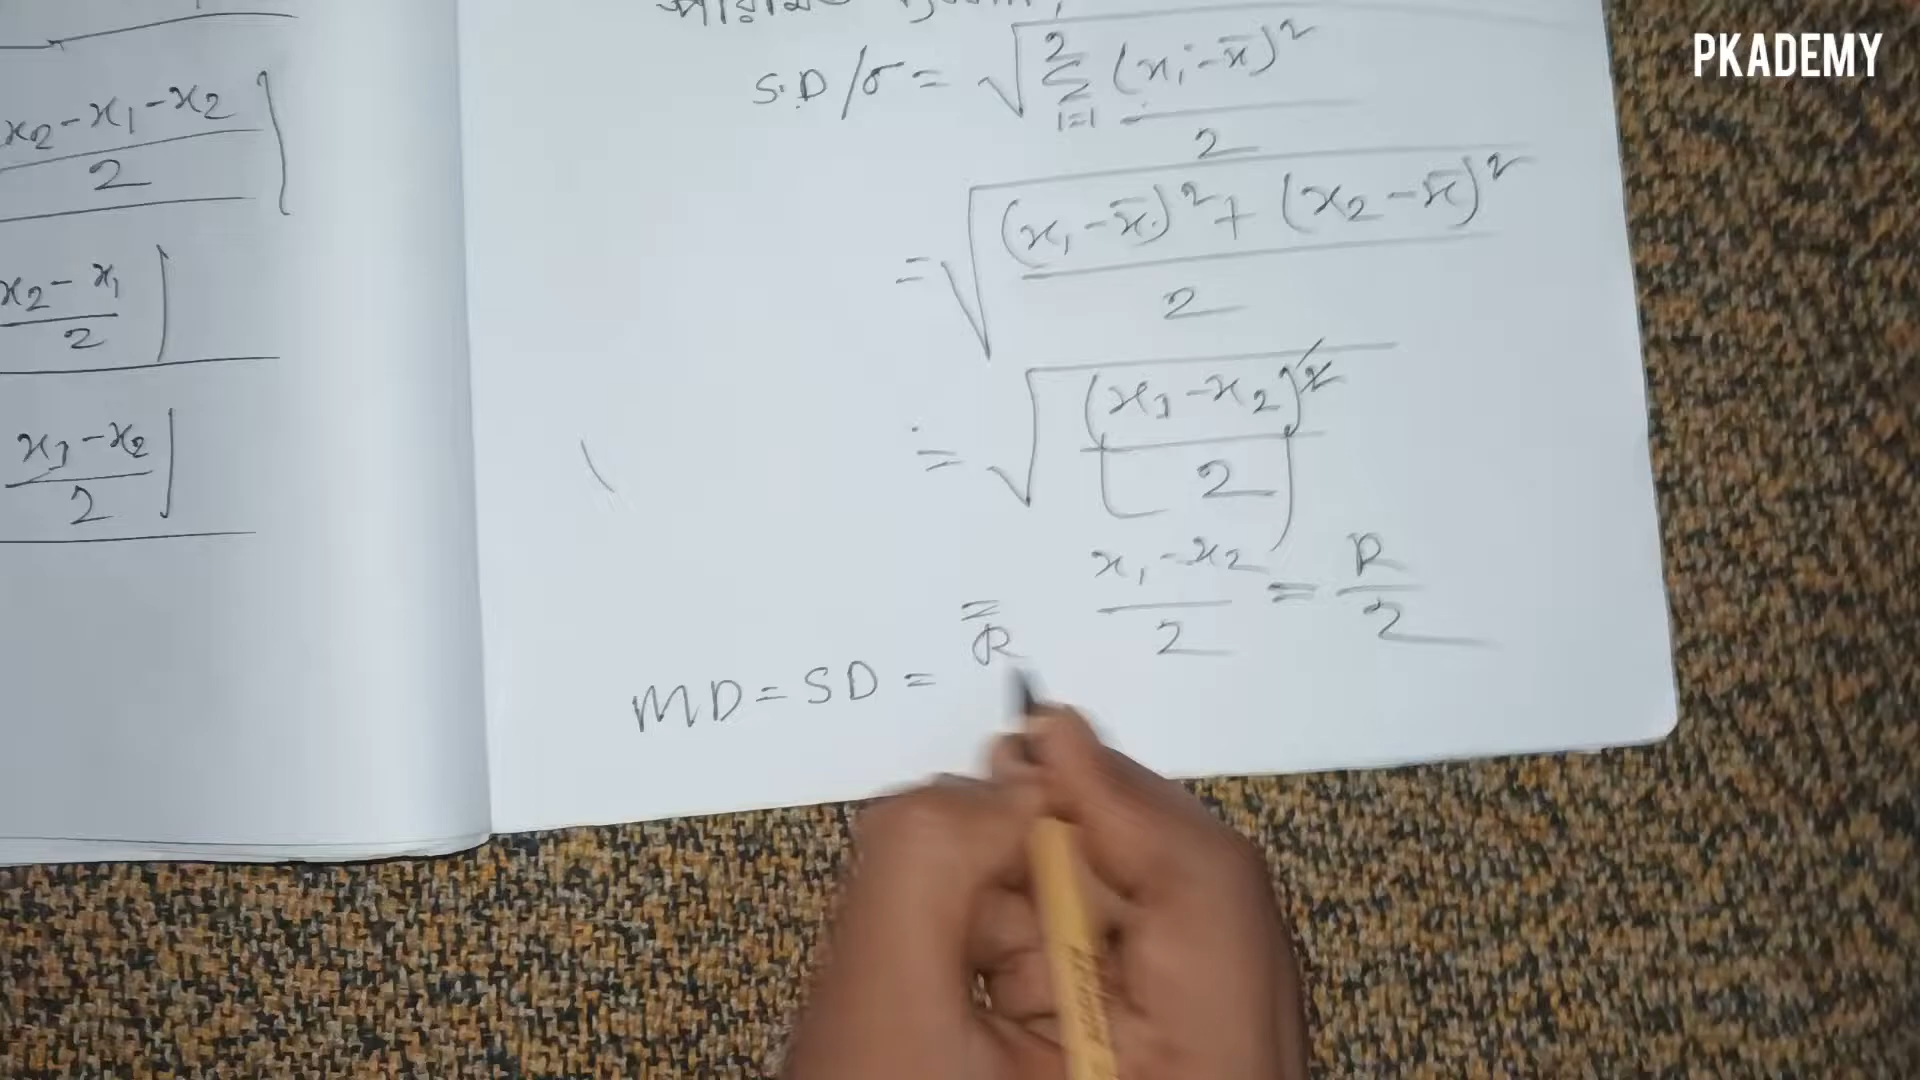 PKADEMY
x₂-x₁-x₂
2
x₂-x₁
2
x₁-x₂
2
S.D/σ = √ Σ (xᵢ-x̄)²
2
i=1
2
= √ (x₁-x̄)² + (x₂-x̄)²
2
= √ (x₁-x₂)²
2
= x₁-x₂ = R
2 2
MD = SD = R